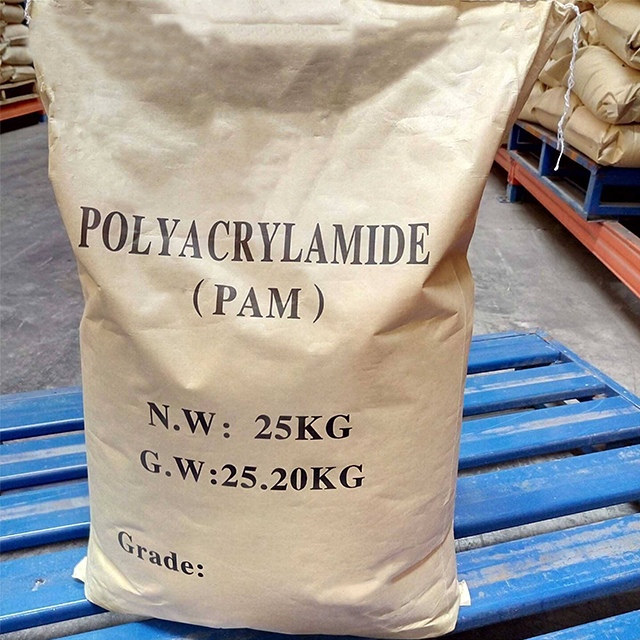 POLYACRYLAMIDE
(PAM)
N.W: 25KG
G.W:25.20KG
Grade: